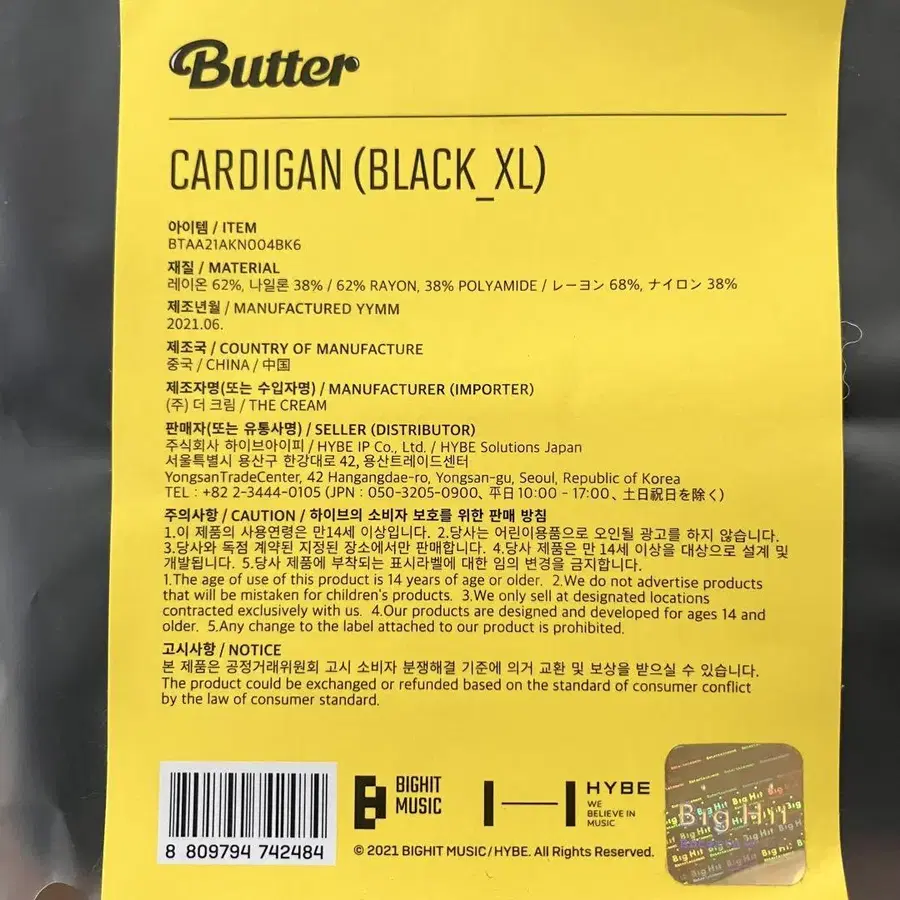 Butter
CARDIGAN (BLACK_XL)
아이템 / ITEM
BTAA21AKN004BK6
재질 / MATERIAL
레이온 62%, 나일론 38% / 62% RAYON, 38% POLYAMIDE / レーヨン 68%, ナイロン 38%
제조년월 / MANUFACTURED YYMM
2021.06.
제조국 / COUNTRY OF MANUFACTURE
중국 / CHINA / 中国
제조자명(또는 수입자명) / MANUFACTURER (IMPORTER)
(주) 더 크림 / THE CREAM
판매자(또는 유통사명) / SELLER (DISTRIBUTOR)
주식회사 하이브아이피 / HYBE IP Co., Ltd. / HYBE Solutions Japan
서울특별시 용산구 한강대로 42, 용산트레이드센터
YongsanTradeCenter, 42 Hangangdae-ro, Yongsan-gu, Seoul, Republic of Korea
TEL : +82 2-3444-0105 (JPN : 050-3205-0900、平日10:00 - 17:00、土日祝日を除く)
주의사항 / CAUTION / 하이브의 소비자 보호를 위한 판매 방침
1.이 제품의 사용연령은 만14세 이상입니다. 2.당사는 어린이용품으로 오인될 광고를 하지 않습니다.
3.당사와 독점 계약된 지정된 장소에서만 판매합니다. 4.당사 제품은 만 14세 이상을 대상으로 설계 및
개발됩니다. 5.당사 제품에 부착되는 표시라벨에 대한 임의 변경을 금지합니다.
1.The age of use of this product is 14 years of age or older. 2.We do not advertise products
that will be mistaken for children's products. 3.We only sell at designated locations
contracted exclusively with us. 4.Our products are designed and developed for ages 14 and
older. 5.Any change to the label attached to our product is prohibited.
고시사항 / NOTICE
본 제품은 공정거래위원회 고시 소비자 분쟁해결 기준에 의거 교환 및 보상을 받으실 수 있습니다.
The product could be exchanged or refunded based on the standard of consumer conflict
by the law of consumer standard.
8 809794 742484
BIGHIT
MUSIC
HYBE
WE
BELIEVE IN
MUSIC
© 2021 BIGHIT MUSIC / HYBE. All Rights Reserved.
Big Hit